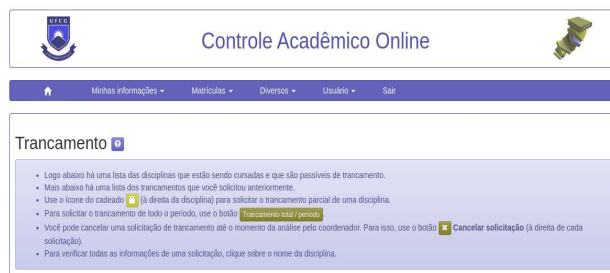 UFCG
Controle Acadêmico Online
Minhas informações
Matrículas
Diversos
Usuário
Sair
Trancamento
Logo abaixo há uma lista das disciplinas que estão sendo cursadas e que são passíveis de trancamento.
Mais abaixo há uma lista dos trancamentos que você solicitou anteriormente.
Use o ícone do cadeado (à direita da disciplina) para solicitar o trancamento parcial de uma disciplina.
Para solicitar o trancamento de todo o período, use o botão Trancamento total / período.
Você pode cancelar uma solicitação de trancamento até o momento da análise pelo coordenador. Para isso, use o botão Cancelar solicitação (à direita de cada
solicitação).
Para verificar todas as informações de uma solicitação, clique sobre o nome da disciplina.